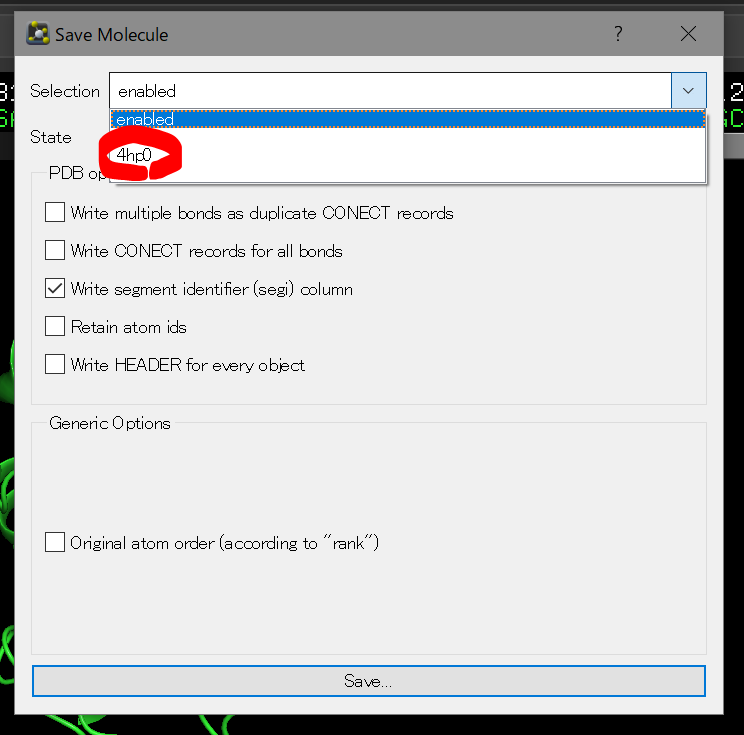 Save Molecule
?
Selection enabled
enabled
State
4hp0
PDB op
Write multiple bonds as duplicate CONECT records
Write CONECT records for all bonds
Write segment identifier (segi) column
Retain atom ids
Write HEADER for every object
Generic Options
Original atom order (according to "rank")
Save...